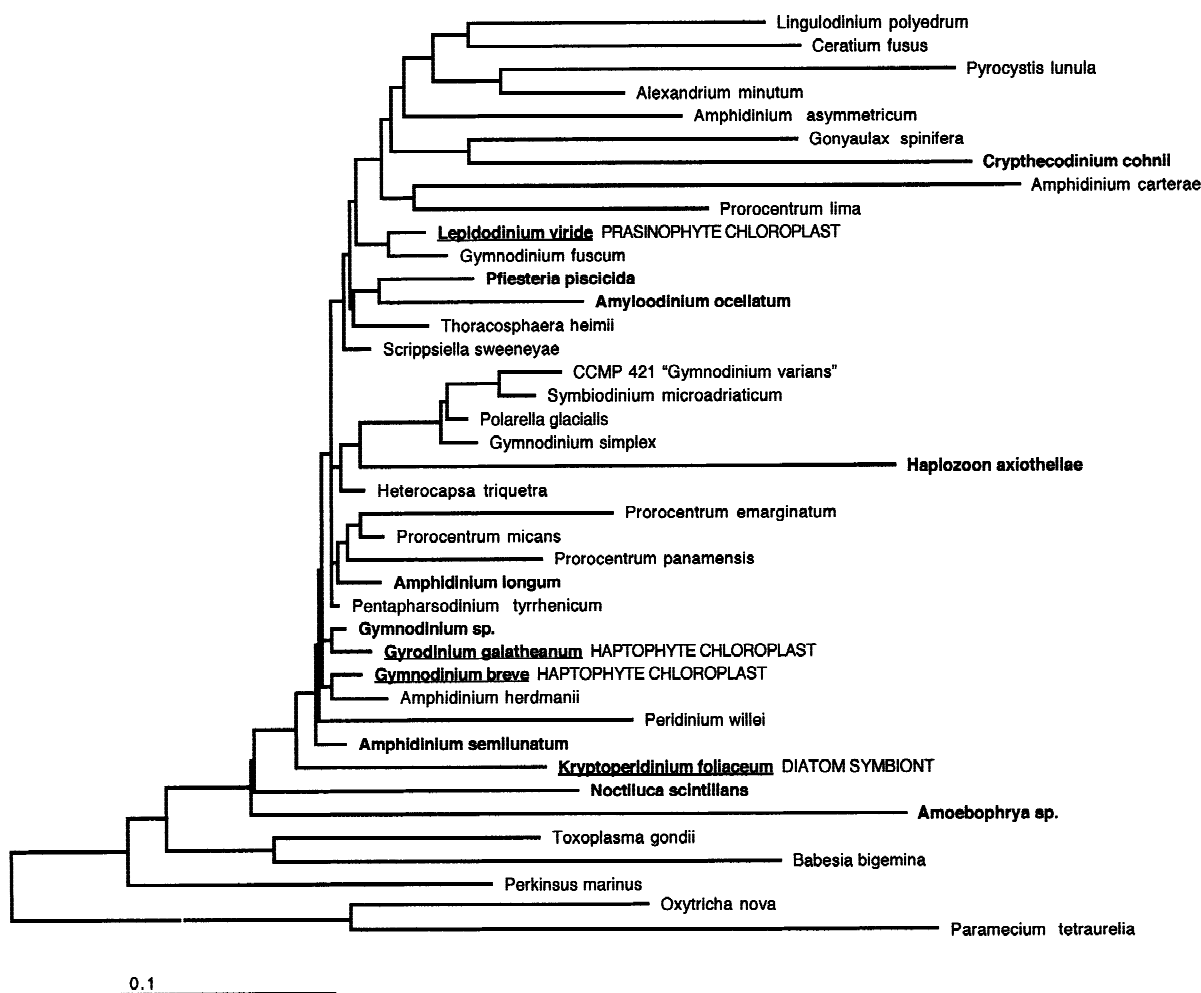 Lingulodinium polyedrum
Ceratium fusus
Pyrocystis lunula
Alexandrium minutum
Amphidinium asymmetricum
Gonyaulax spinifera
Crypthecodinium cohnii
Amphidinium carterae
Prorocentrum lima
Lepidodinium viride PRASINOPHYTE CHLOROPLAST
Gymnodinium fuscum
Pfiesteria piscicida
Amyloodinium ocellatum
Thoracosphaera heimii
Scrippsiella sweeneyae
CCMP 421 “Gymnodinium varians”
Symbiodinium microadriaticum
Polarella glacialis
Gymnodinium simplex
Haplozoon axiothellae
Heterocapsa triquetra
Prorocentrum emarginatum
Prorocentrum micans
Prorocentrum panamensis
Amphidinium longum
Pentapharsodinium tyrrhenicum
Gymnodinium sp.
Gyrodinium galatheanum HAPTOPHYTE CHLOROPLAST
Gymnodinium breve HAPTOPHYTE CHLOROPLAST
Amphidinium herdmanii
Peridinium willei
Amphidinium semilunatum
Kryptoperidinium foliaceum DIATOM SYMBIONT
Noctiluca scintillans
Amoebophrya sp.
Toxoplasma gondii
Babesia bigemina
Perkinsus marinus
Oxytricha nova
Paramecium tetraurelia
0.1